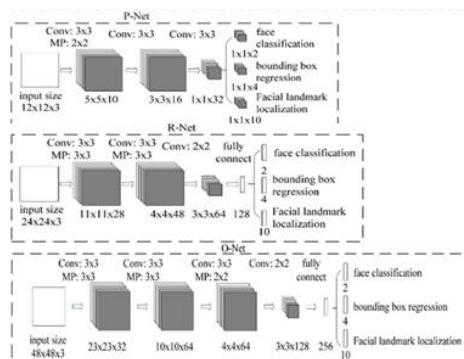 P-Net
Conv: 3x3
MP: 2x2
Conv: 3x3
Conv: 3x3
face
classification
1x1x2
bounding box
regression
1x1x4
Facial landmark
localization
1x1x10
input size
12x12x3
5x5x10
3x3x16
1x1x32
R-Net
Conv: 3x3
MP: 3x3
Conv: 3x3
MP: 3x3
Conv: 2x2
fully
connect
face classification
2
bounding box
regression
4
Facial landmark
localization
10
input size
24x24x3
11x11x28
4x4x48
3x3x64
128
O-Net
Conv: 3x3
MP: 3x3
Conv: 3x3
MP: 3x3
Conv: 3x3
MP: 2x2
Conv: 2x2
fully
connect
face classification
2
bounding box regression
4
Facial landmark localization
10
input size
48x48x3
23x23x32
10x10x64
4x4x64
3x3x128
256